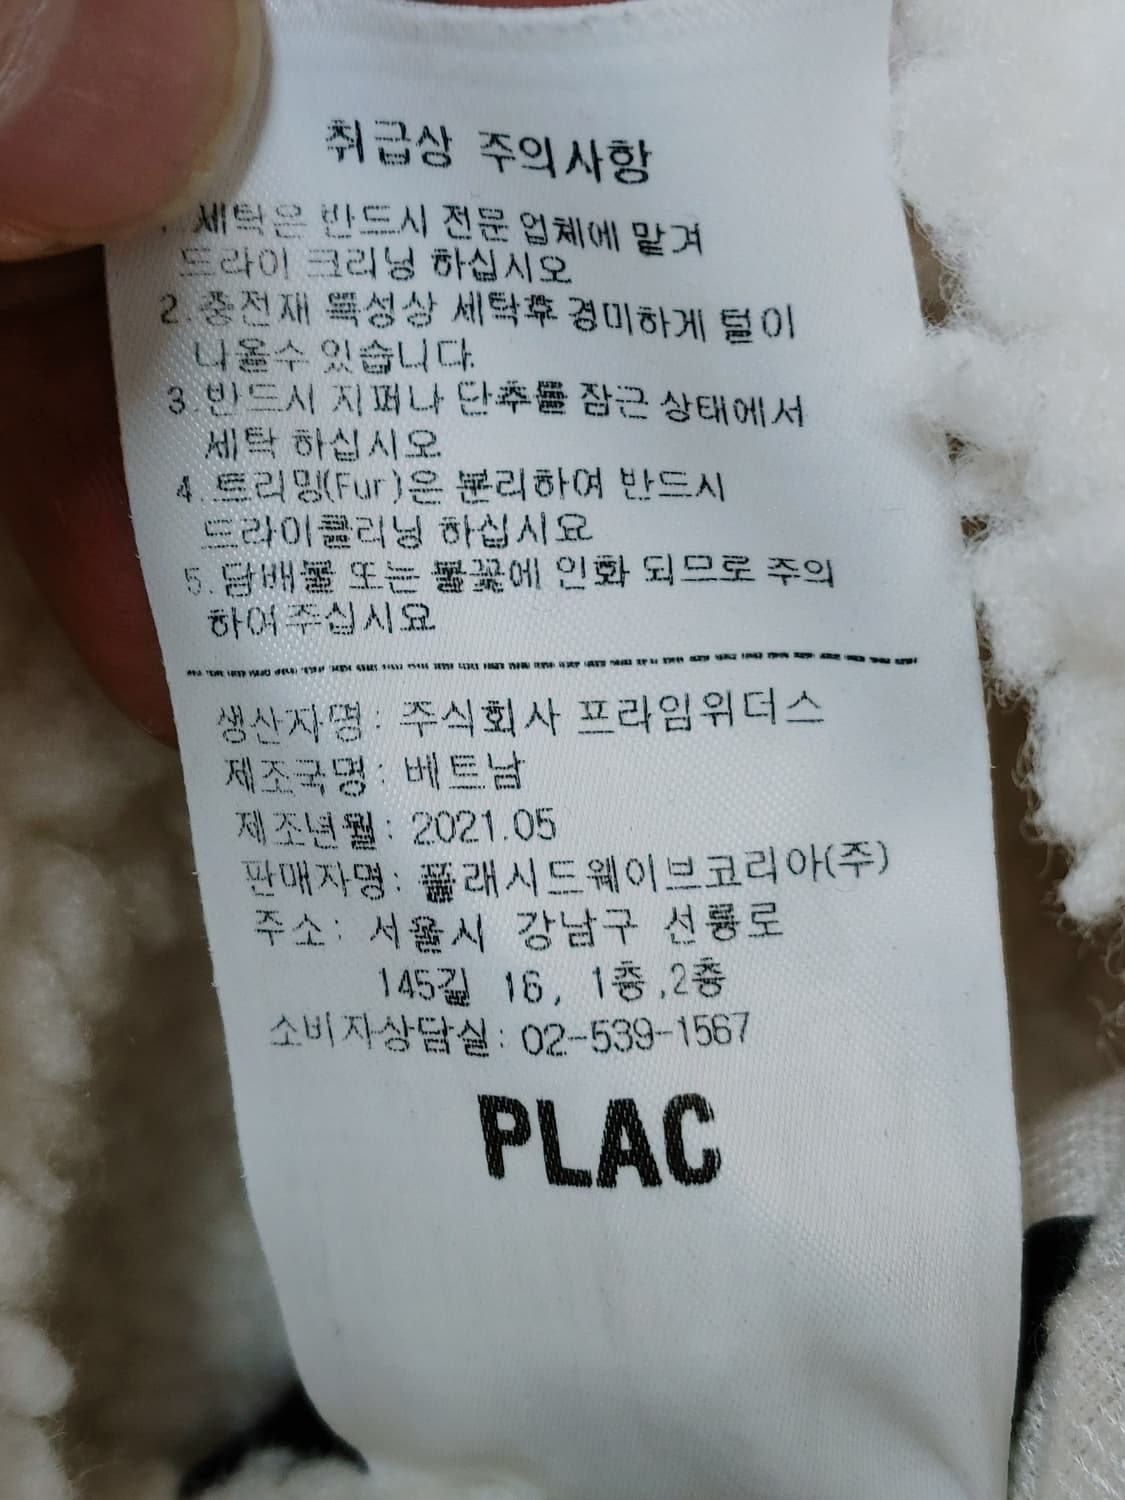 취급상 주의사항
1. 세탁은 반드시 전문 업체에 맡겨
드라이 크리닝 하십시오
2. 충전재 특성상 세탁후 경미하게 털이
나올수 있습니다.
3. 반드시 지퍼나 단추를 잠근 상태에서
세탁 하십시오
4. 트리밍(Fur)은 분리하여 반드시
드라이클리닝 하십시요
5. 담배불 또는 불꽃에 인화 되므로 주의
하여주십시요
생산자명: 주식회사 프라임위더스
제조국명: 베트남
제조년월: 2021.05
판매자명: 플래시드웨이브코리아(주)
주소: 서울시 강남구 선릉로
145길 16, 1층,2층
소비자상담실: 02-539-1567
PLAC